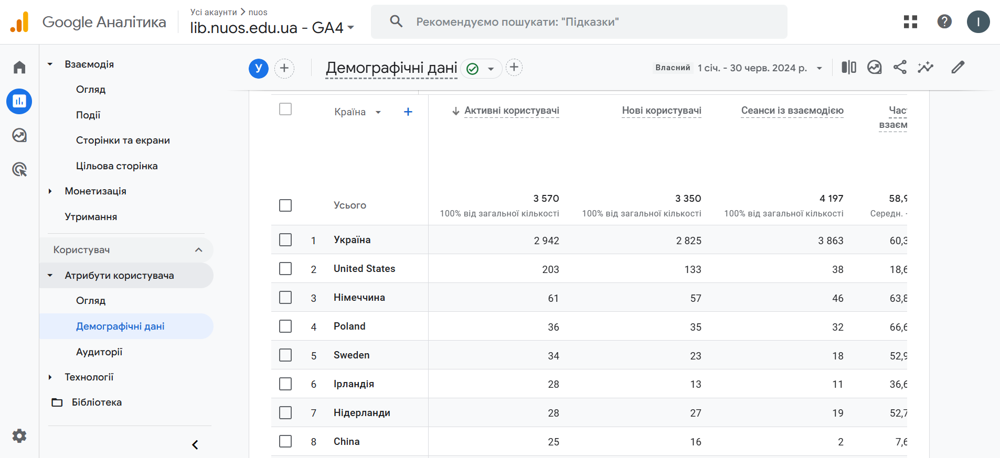 Google Аналітика
Усі акаунти > nuos
lib.nuos.edu.ua - GA4
Рекомендуємо пошукати: "Підказки"
І
Взаємодія
Огляд
Події
Сторінки та екрани
Цільова сторінка
Монетизація
Утримання
Користувач
Атрибути користувача
Огляд
Демографічні дані
Аудиторії
Технології
Бібліотека
У
Демографічні дані
Власний 1 січ. - 30 черв. 2024 р.
Країна
Активні користувачі Нові користувачі Сеанси із взаємодією Час
взаєм
Усього 3 570 3 350 4 197 58,9
100% від загальної кількості 100% від загальної кількості 100% від загальної кількості Середн. -
1 Україна 2 942 2 825 3 863 60,3
2 United States 203 133 38 18,6
3 Німеччина 61 57 46 63,8
4 Poland 36 35 32 66,6
5 Sweden 34 23 18 52,9
6 Ірландія 28 13 11 36,6
7 Нідерланди 28 27 19 52,7
8 China 25 16 2 7,6